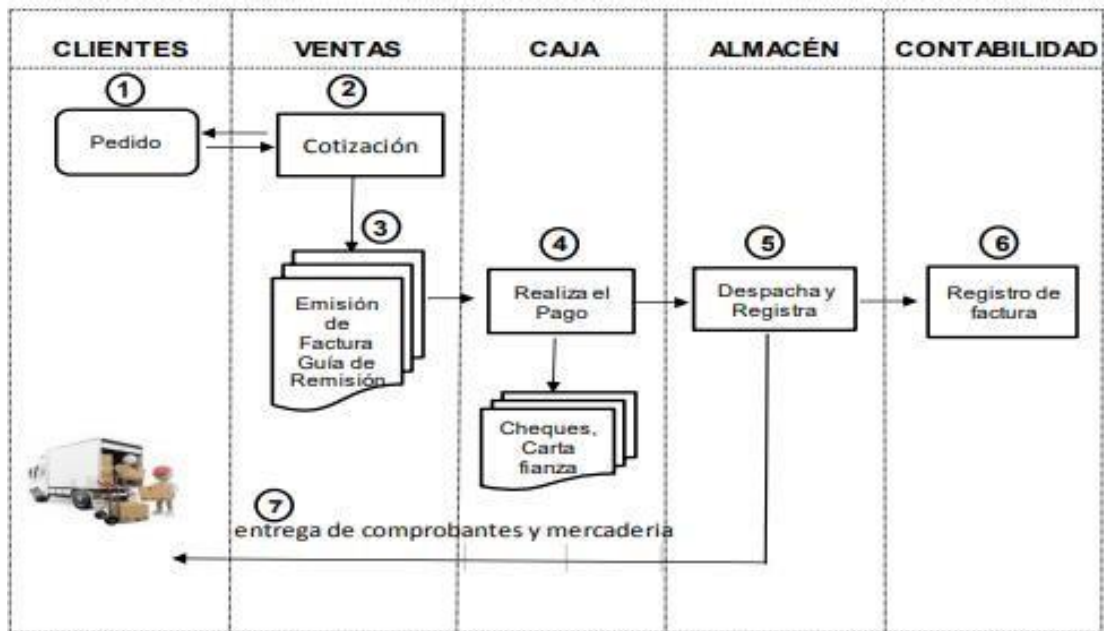 CLIENTES
VENTAS
CAJA
ALMACÉN
CONTABILIDAD
1
Pedido
2
Cotización
3
Emisión
de
Factura
Guía de
Remisión
4
Realiza el
Pago
Cheques,
Carta
fianza
5
Despacha y
Registra
6
Registro de
factura
7
entrega de comprobantes y mercaderia